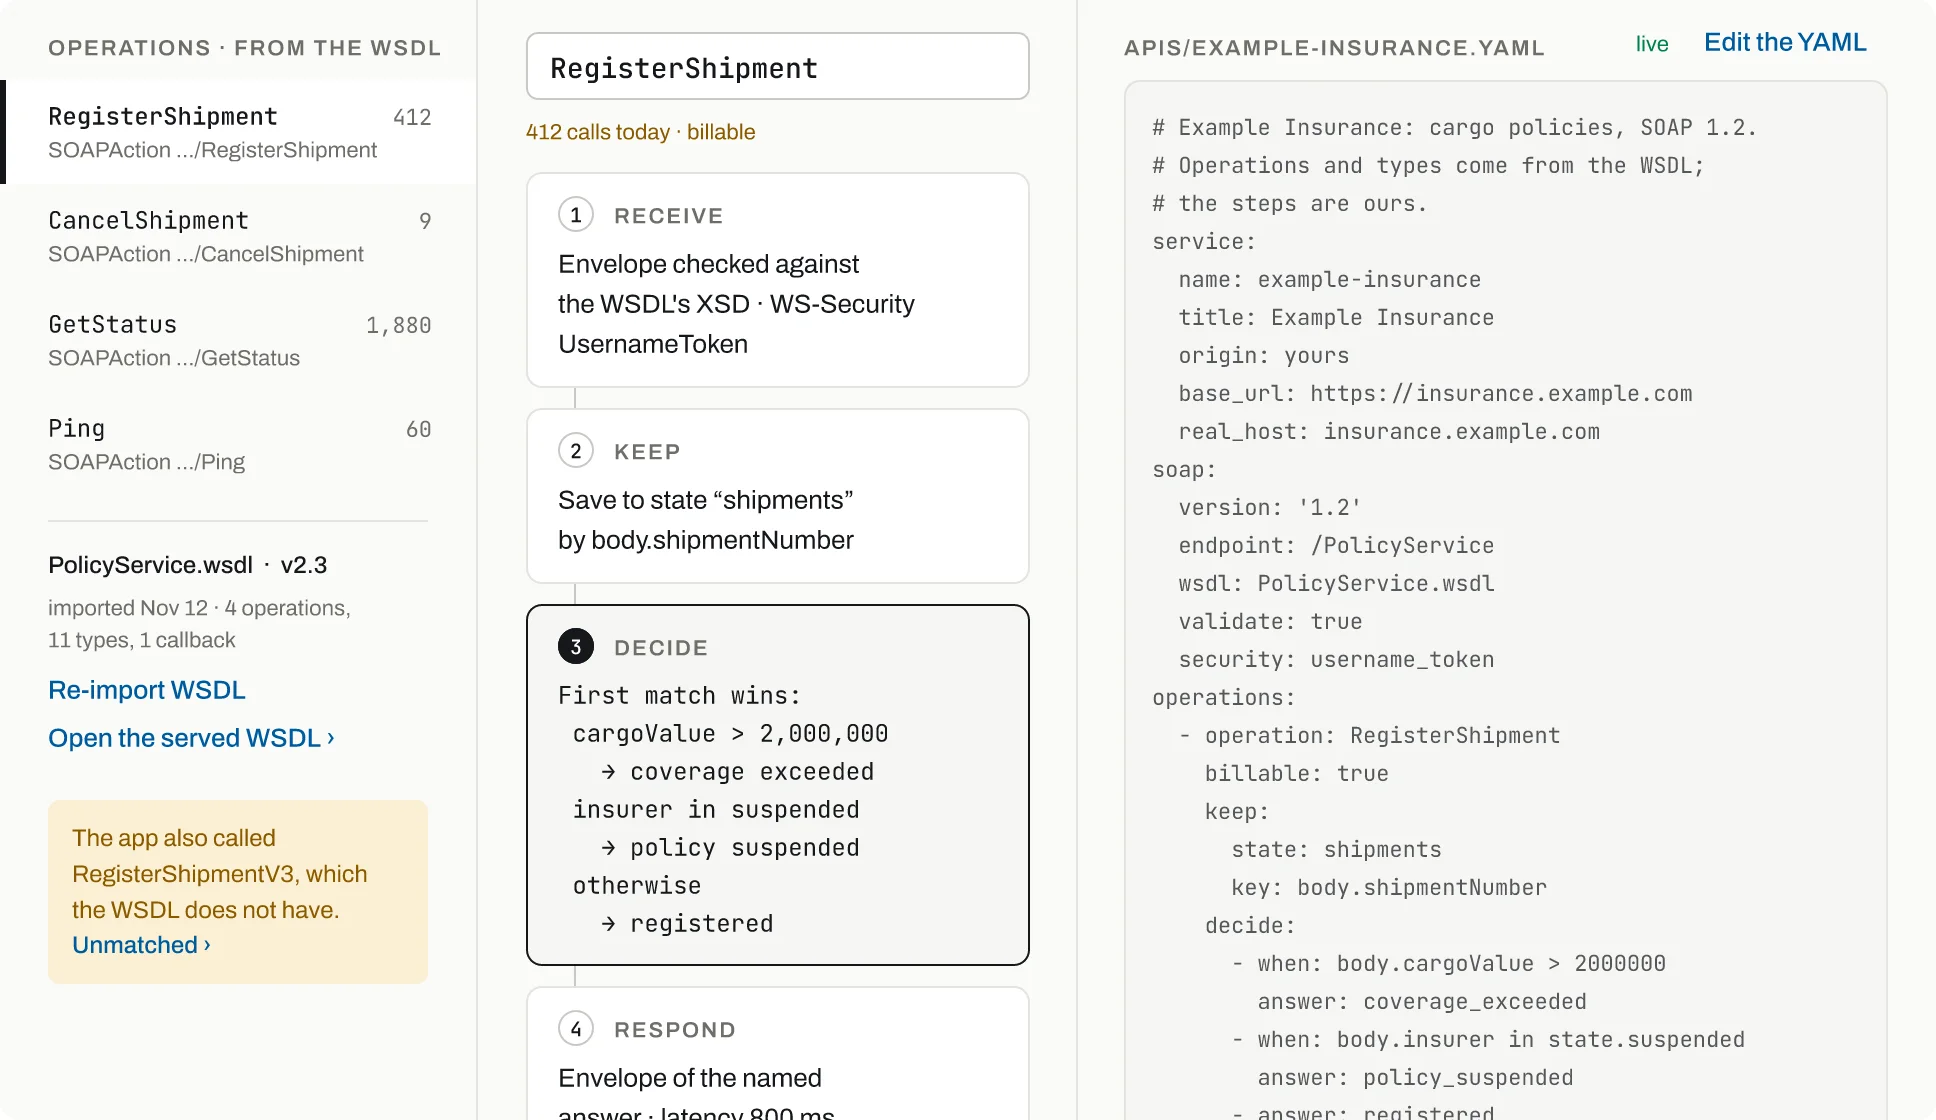 OPERATIONS · FROM THE WSDL
RegisterShipment 412
SOAPAction .../RegisterShipment
CancelShipment 9
SOAPAction .../CancelShipment
GetStatus 1,880
SOAPAction .../GetStatus
Ping 60
SOAPAction .../Ping
PolicyService.wsdl · v2.3
imported Nov 12 · 4 operations,
11 types, 1 callback
Re-import WSDL
Open the served WSDL ›
The app also called
RegisterShipmentV3, which
the WSDL does not have.
Unmatched ›
RegisterShipment
412 calls today · billable
1 RECEIVE
Envelope checked against
the WSDL's XSD · WS-Security
UsernameToken
2 KEEP
Save to state “shipments”
by body.shipmentNumber
3 DECIDE
First match wins:
cargoValue > 2,000,000
→ coverage exceeded
insurer in suspended
→ policy suspended
otherwise
→ registered
4 RESPOND
Envelope of the named
answer · latency 800 ms
APIS/EXAMPLE-INSURANCE.YAML live Edit the YAML
# Example Insurance: cargo policies, SOAP 1.2.
# Operations and types come from the WSDL;
# the steps are ours.
service:
name: example-insurance
title: Example Insurance
origin: yours
base_url: https://insurance.example.com
real_host: insurance.example.com
soap:
version: '1.2'
endpoint: /PolicyService
wsdl: PolicyService.wsdl
validate: true
security: username_token
operations:
- operation: RegisterShipment
billable: true
keep:
state: shipments
key: body.shipmentNumber
decide:
- when: body.cargoValue > 2000000
answer: coverage_exceeded
- when: body.insurer in state.suspended
answer: policy_suspended
- answer: registered